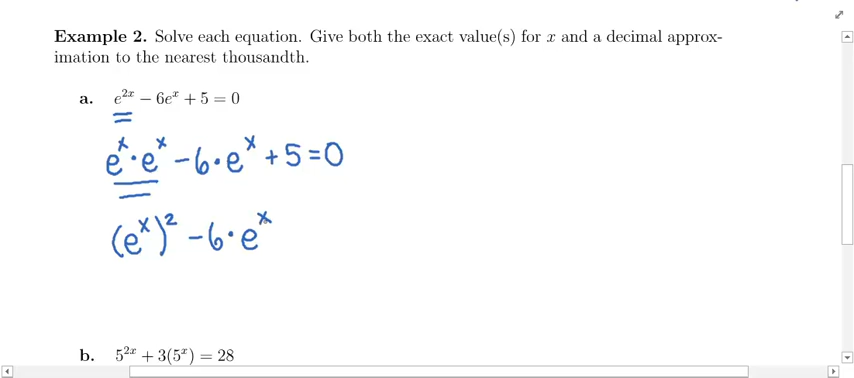 Example 2. Solve each equation. Give both the exact value(s) for x and a decimal approx-
imation to the nearest thousandth.
a. e^{2x} − 6e^x + 5 = 0
e^x · e^x − 6 · e^x + 5 = 0
(e^x)^2 − 6 · e^x
b. 5^{2x} + 3(5^x) = 28